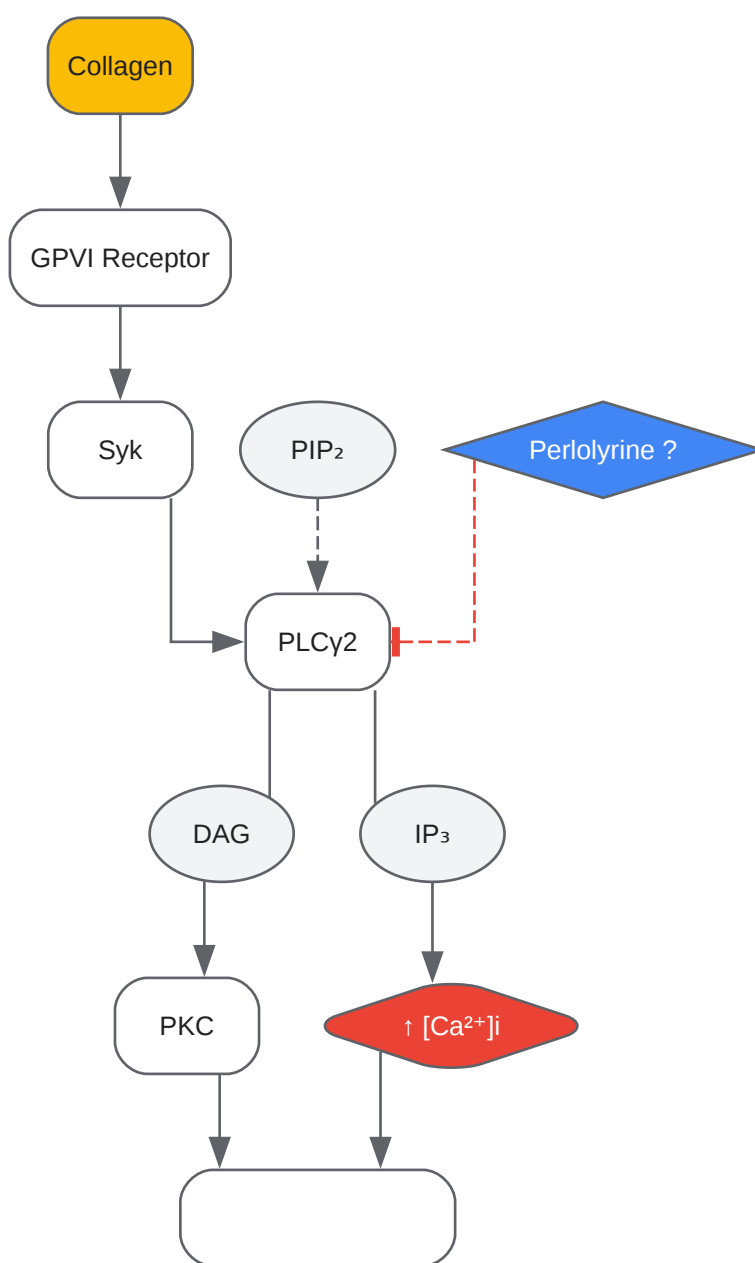 Collagen
GPVI Receptor
Syk
PIP₂
Perlolyrine ?
PLCγ2
DAG
IP₃
PKC
↑ [Ca²⁺]i